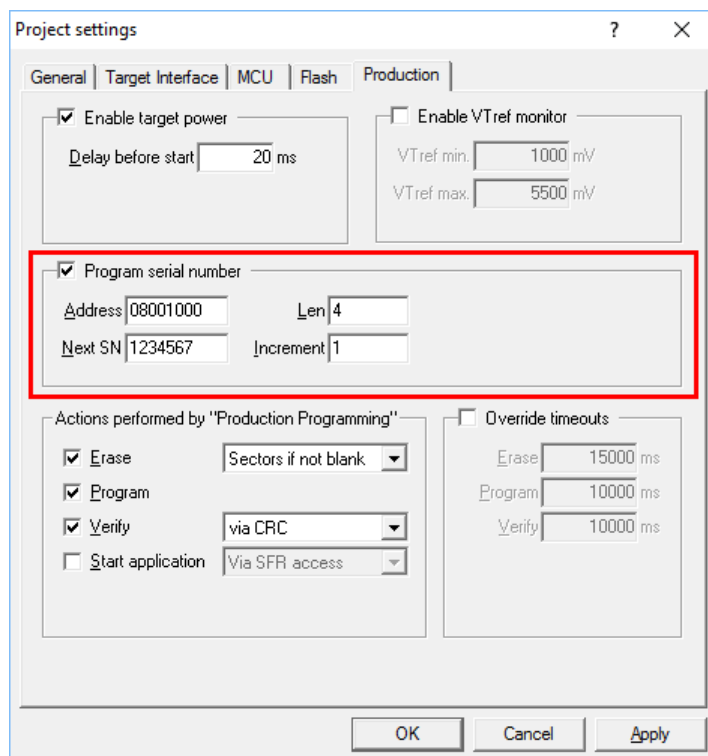 Project settings ? X
General Target Interface MCU Flash Production
Enable target power
Delay before start 20 ms
Enable VTref monitor
VTref min. 1000 mV
VTref max. 5500 mV
Program serial number
Address 08001000 Len 4
Next SN 1234567 Increment 1
Actions performed by "Production Programming"
Erase Sectors if not blank
Program
Verify via CRC
Start application Via SFR access
Override timeouts
Erase 15000 ms
Program 10000 ms
Verify 10000 ms
OK Cancel Apply